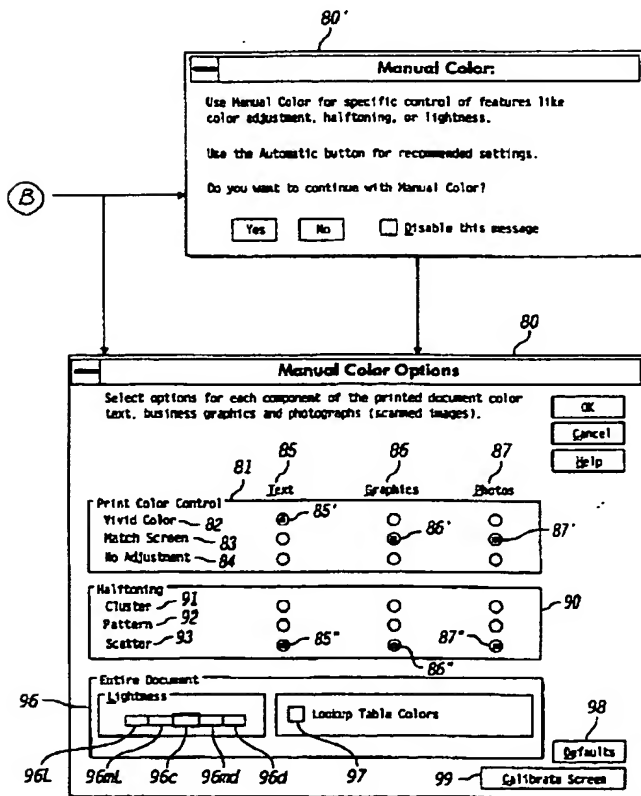 80'
Manual Color:
Use Manual Color for specific control of features like
color adjustment, halftoning, or lightness.
Use the Automatic button for recommended settings.
B
Do you want to continue with Manual Color?
Yes No Disable this message
80
Manual Color Options
Select options for each component of the printed document color
text, business graphics and photographs (scanned images).
OK
Cancel
Help
85 86 87
81 Text Graphics Photos
Print Color Control
Vivid Color 82 85'
Match Screen 83 86' 87'
No Adjustment 84
Halftoning
Cluster 91 90
Pattern 92
Scatter 93 85" 86" 87"
Entire Document
96 Lightness
Lookup Table Colors
98
Defaults
96L 96mL 96c 96md 96d 97 99 Calibrate Screen